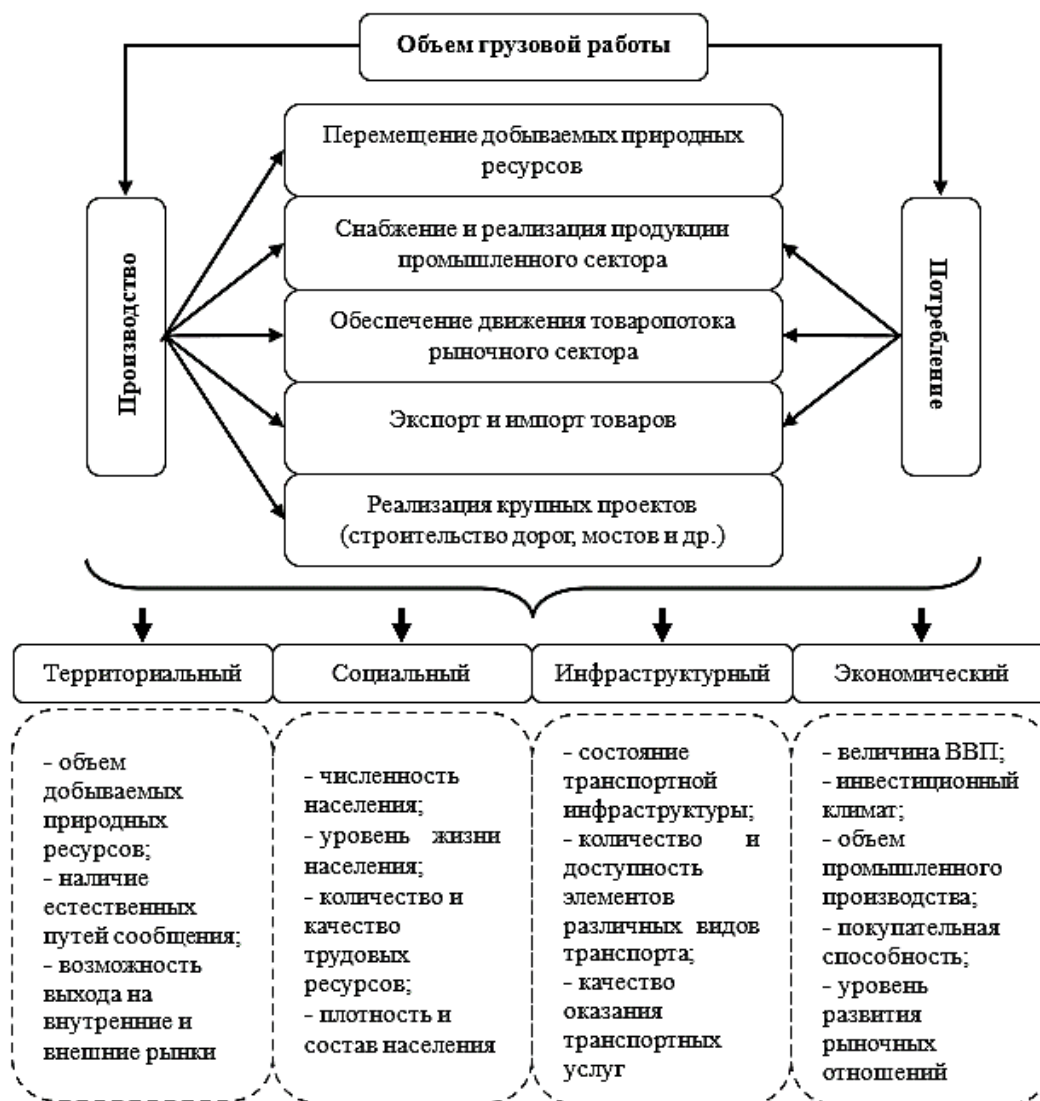 Объем грузовой работы
Производство
Перемещение добываемых природных
ресурсов
Снабжение и реализация продукции
промышленного сектора
Обеспечение движения товаропотока
рыночного сектора
Экспорт и импорт товаров
Реализация крупных проектов
(строительство дорог, мостов и др.)
Потребление
Территориальный
- объем
добываемых
природных
ресурсов;
- наличие
естественных
путей сообщения;
- возможность
выхода на
внутренние и
внешние рынки
Социальный
- численность
населения;
- уровень жизни
населения;
- количество и
качество
трудовых
ресурсов;
- плотность и
состав населения
Инфраструктурный
- состояние
транспортной
инфраструктуры;
- количество и
доступность
элементов
различных видов
транспорта;
- качество
оказания
транспортных
услуг
Экономический
- величина ВВП;
- инвестиционный
климат;
- объем
промышленного
производства;
- покупательная
способность;
- уровень
развития
рыночных
отношений